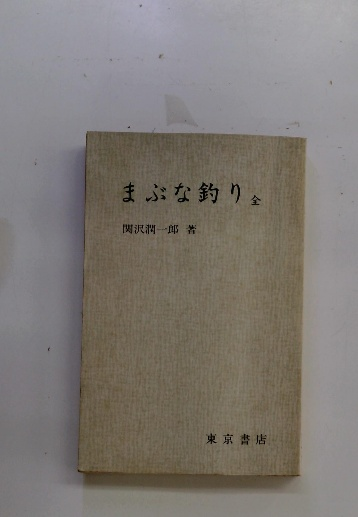 まぶな釣り 全
関沢潤一郎 著
東京書店